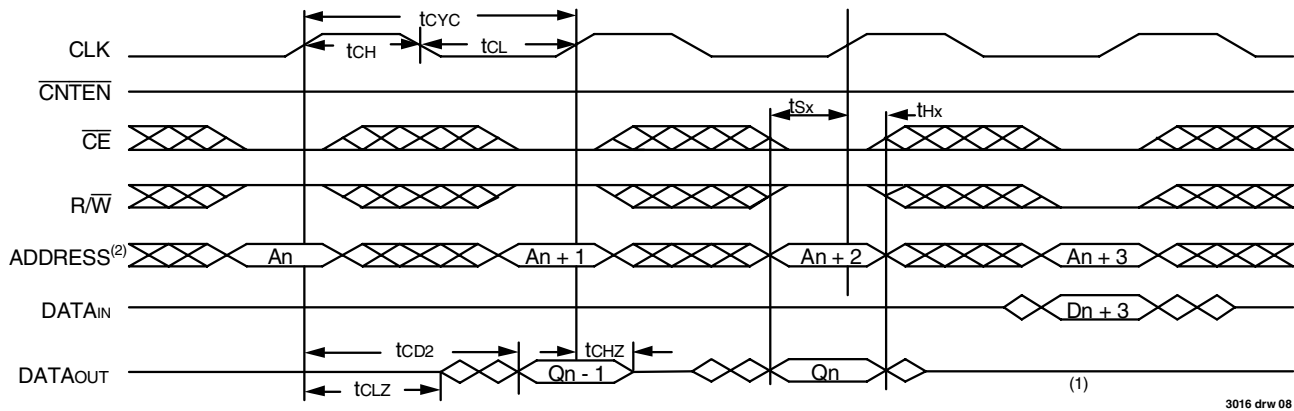 tCYC
CLK
tCH
tCL
CNTEN
tSx
tHx
CE
R/W
ADDRESS(2)
An
An + 1
An + 2
An + 3
DATAIN
Dn + 3
tCD2
tCHZ
DATAOUT
Qn - 1
Qn
(1)
tCLZ
3016 drw 08